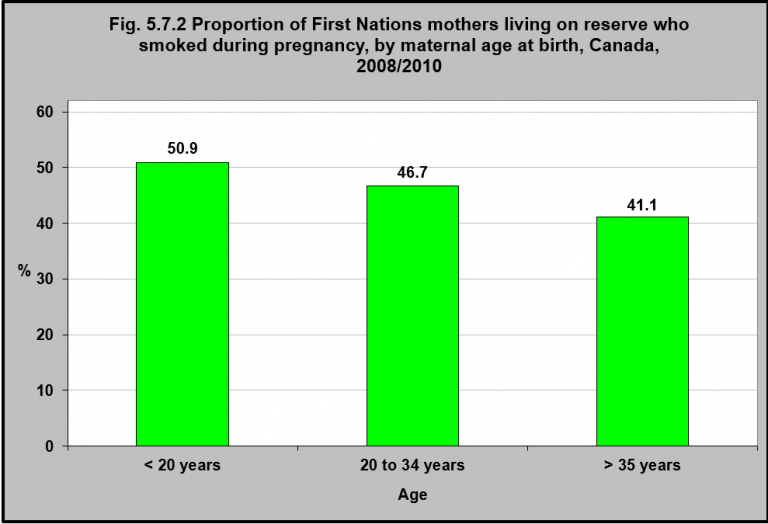 Fig. 5.7.2 Proportion of First Nations mothers living on reserve who
smoked during pregnancy, by maternal age at birth, Canada,
2008/2010
60
50
40
30
20
10
0
%
50.9
46.7
41.1
< 20 years
20 to 34 years
> 35 years
Age